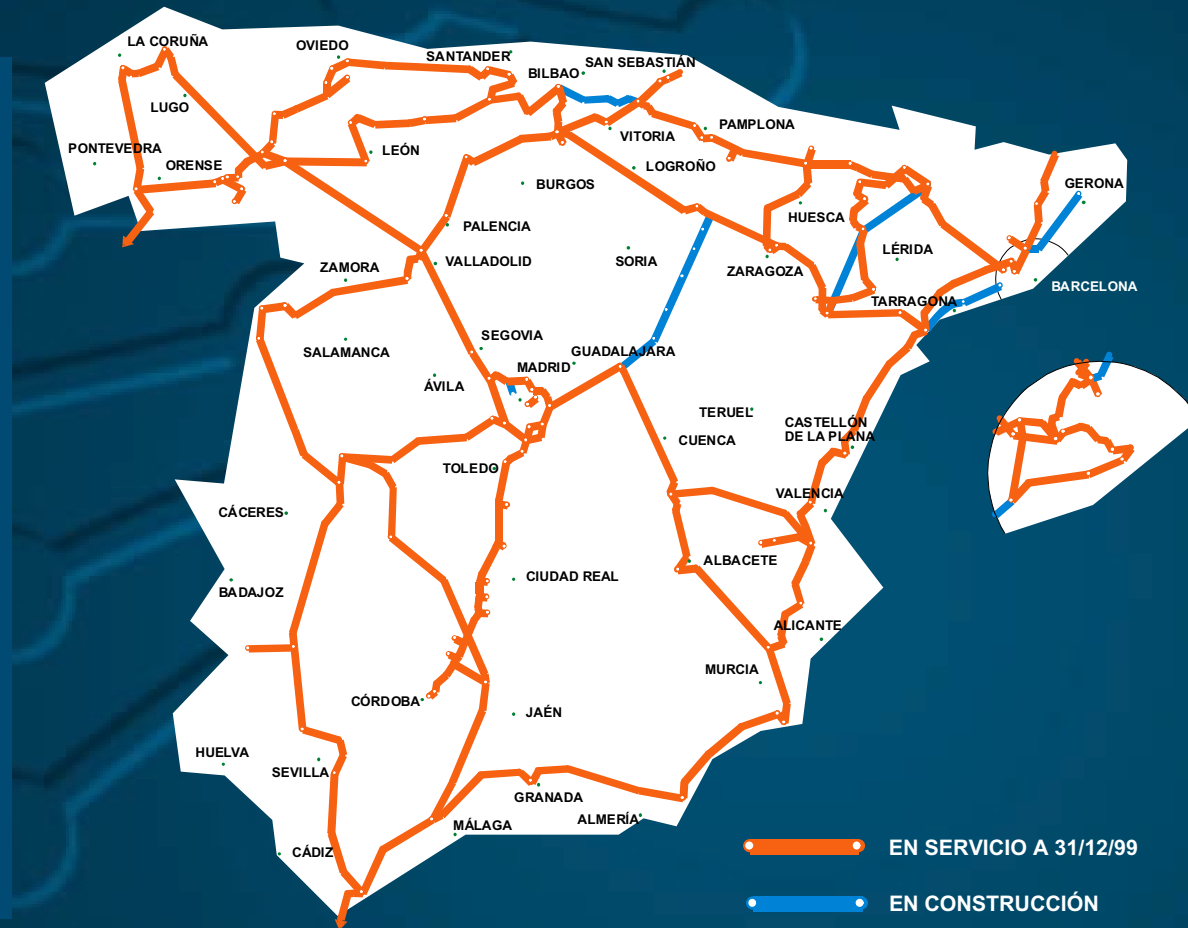 LA CORUÑA
OVIEDO
SANTANDER
SAN SEBASTIÁN
BILBAO
LUGO
PAMPLONA
VITORIA
PONTEVEDRA
LEÓN
ORENSE
LOGROÑO
BURGOS
GERONA
HUESCA
PALENCIA
LÉRIDA
VALLADOLID
SORIA
ZAMORA
ZARAGOZA
BARCELONA
TARRAGONA
SEGOVIA
SALAMANCA
GUADALAJARA
MADRID
ÁVILA
TERUEL
CASTELLÓN
DE LA PLANA
CUENCA
TOLEDO
VALENCIA
CÁCERES
ALBACETE
CIUDAD REAL
BADAJOZ
ALICANTE
MURCIA
CÓRDOBA
JAÉN
HUELVA
SEVILLA
GRANADA
ALMERÍA
MÁLAGA
CÁDIZ
EN SERVICIO A 31/12/99
EN CONSTRUCCIÓN